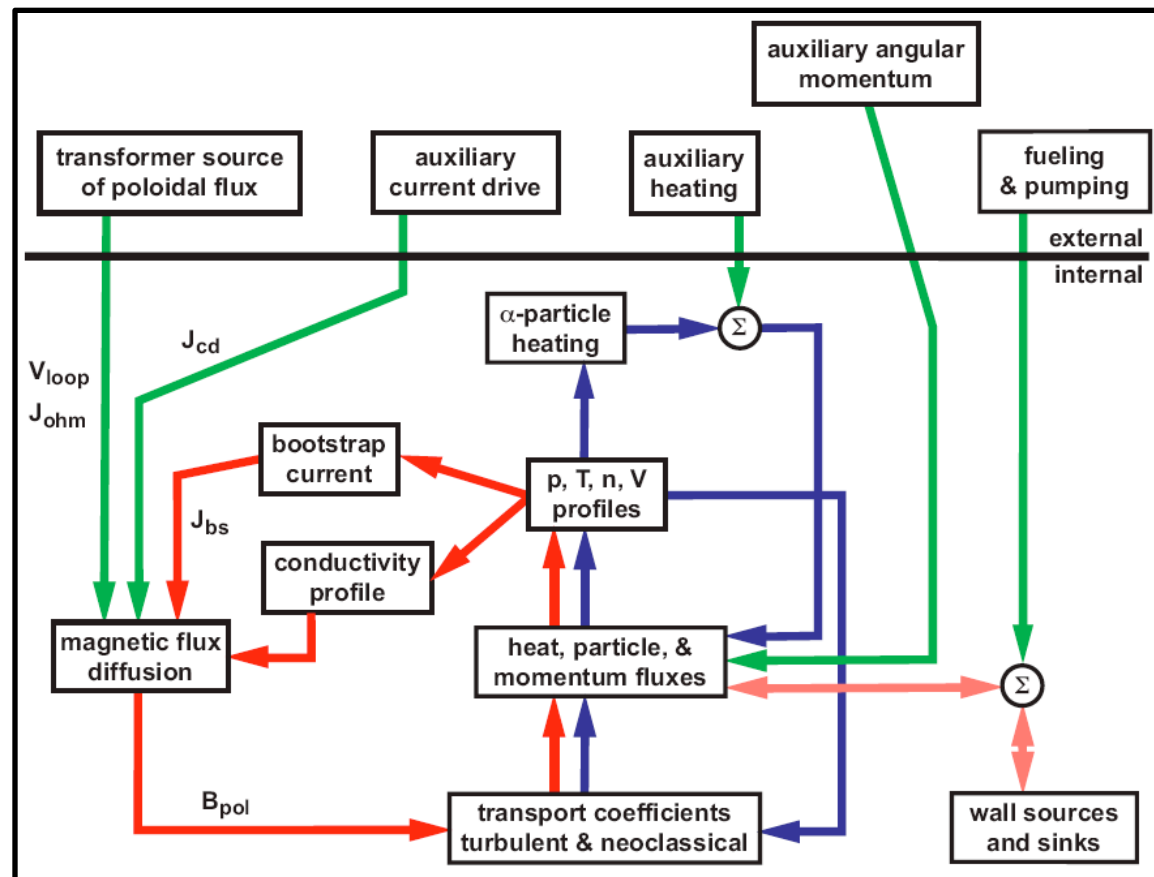 auxiliary angular
momentum
transformer source
of poloidal flux
auxiliary
current drive
auxiliary
heating
fueling
& pumping
external
internal
α-particle
heating
Σ
J_cd
V_loop
J_ohm
bootstrap
current
p, T, n, V
profiles
J_bs
conductivity
profile
magnetic flux
diffusion
heat, particle, &
momentum fluxes
Σ
B_pol
transport coefficients
turbulent & neoclassical
wall sources
and sinks